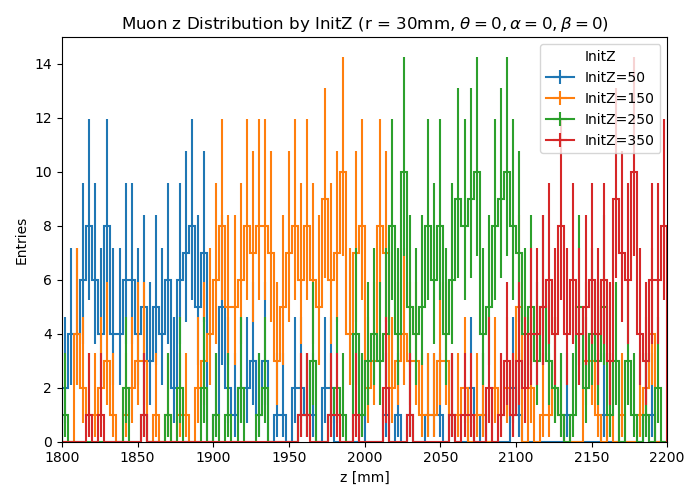 Muon z Distribution by InitZ (r = 30mm, θ = 0, α = 0, β = 0)
InitZ
InitZ=50
InitZ=150
InitZ=250
InitZ=350
Entries
14
12
10
8
6
4
2
0
1800 1850 1900 1950 2000 2050 2100 2150 2200
z [mm]